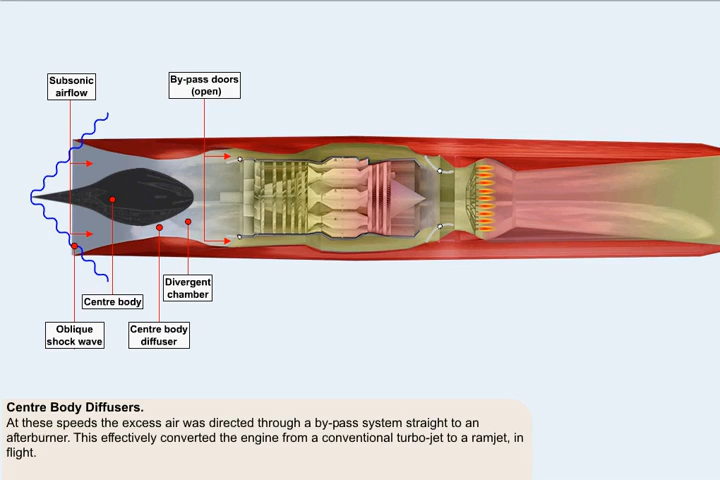 Subsonic
airflow
By-pass doors
(open)
Divergent
chamber
Centre body
Oblique
shock wave
Centre body
diffuser
Centre Body Diffusers.
At these speeds the excess air was directed through a by-pass system straight to an
afterburner. This effectively converted the engine from a conventional turbo-jet to a ramjet, in
flight.